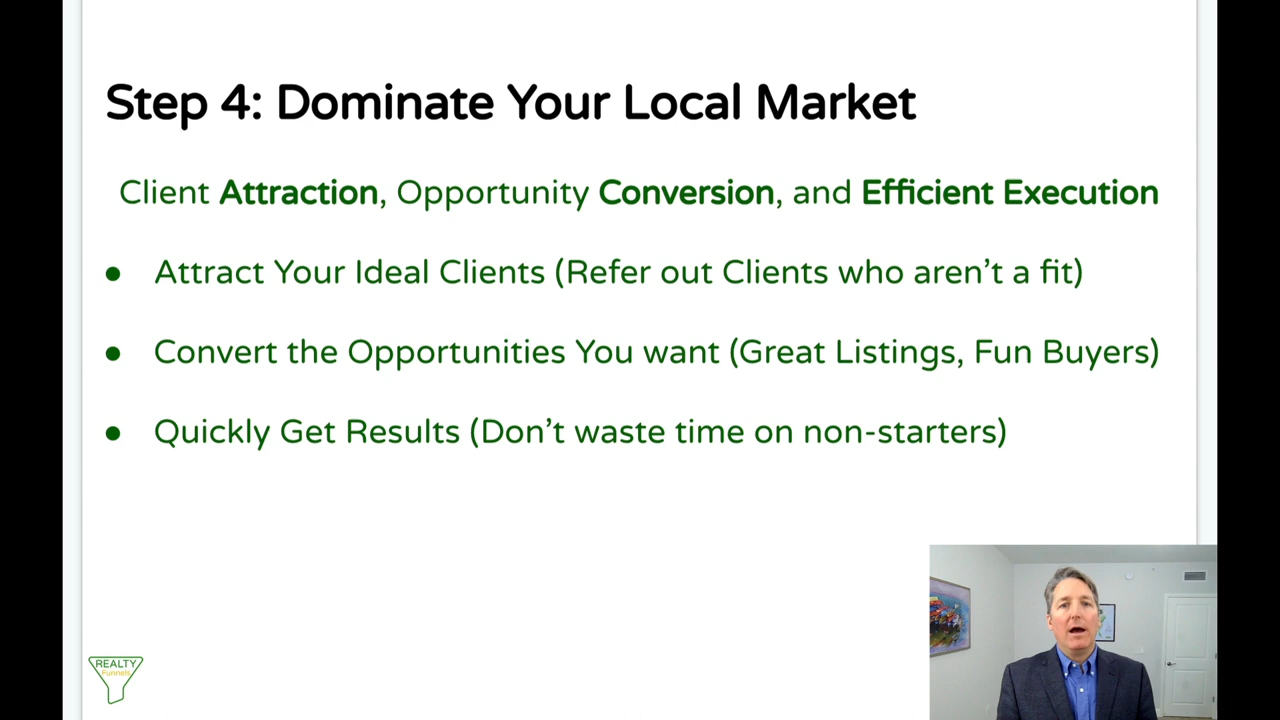 Step 4: Dominate Your Local Market
Client Attraction, Opportunity Conversion, and Efficient Execution
● Attract Your Ideal Clients (Refer out Clients who aren’t a fit)
● Convert the Opportunities You want (Great Listings, Fun Buyers)
● Quickly Get Results (Don’t waste time on non-starters)
REALTY
Funnels